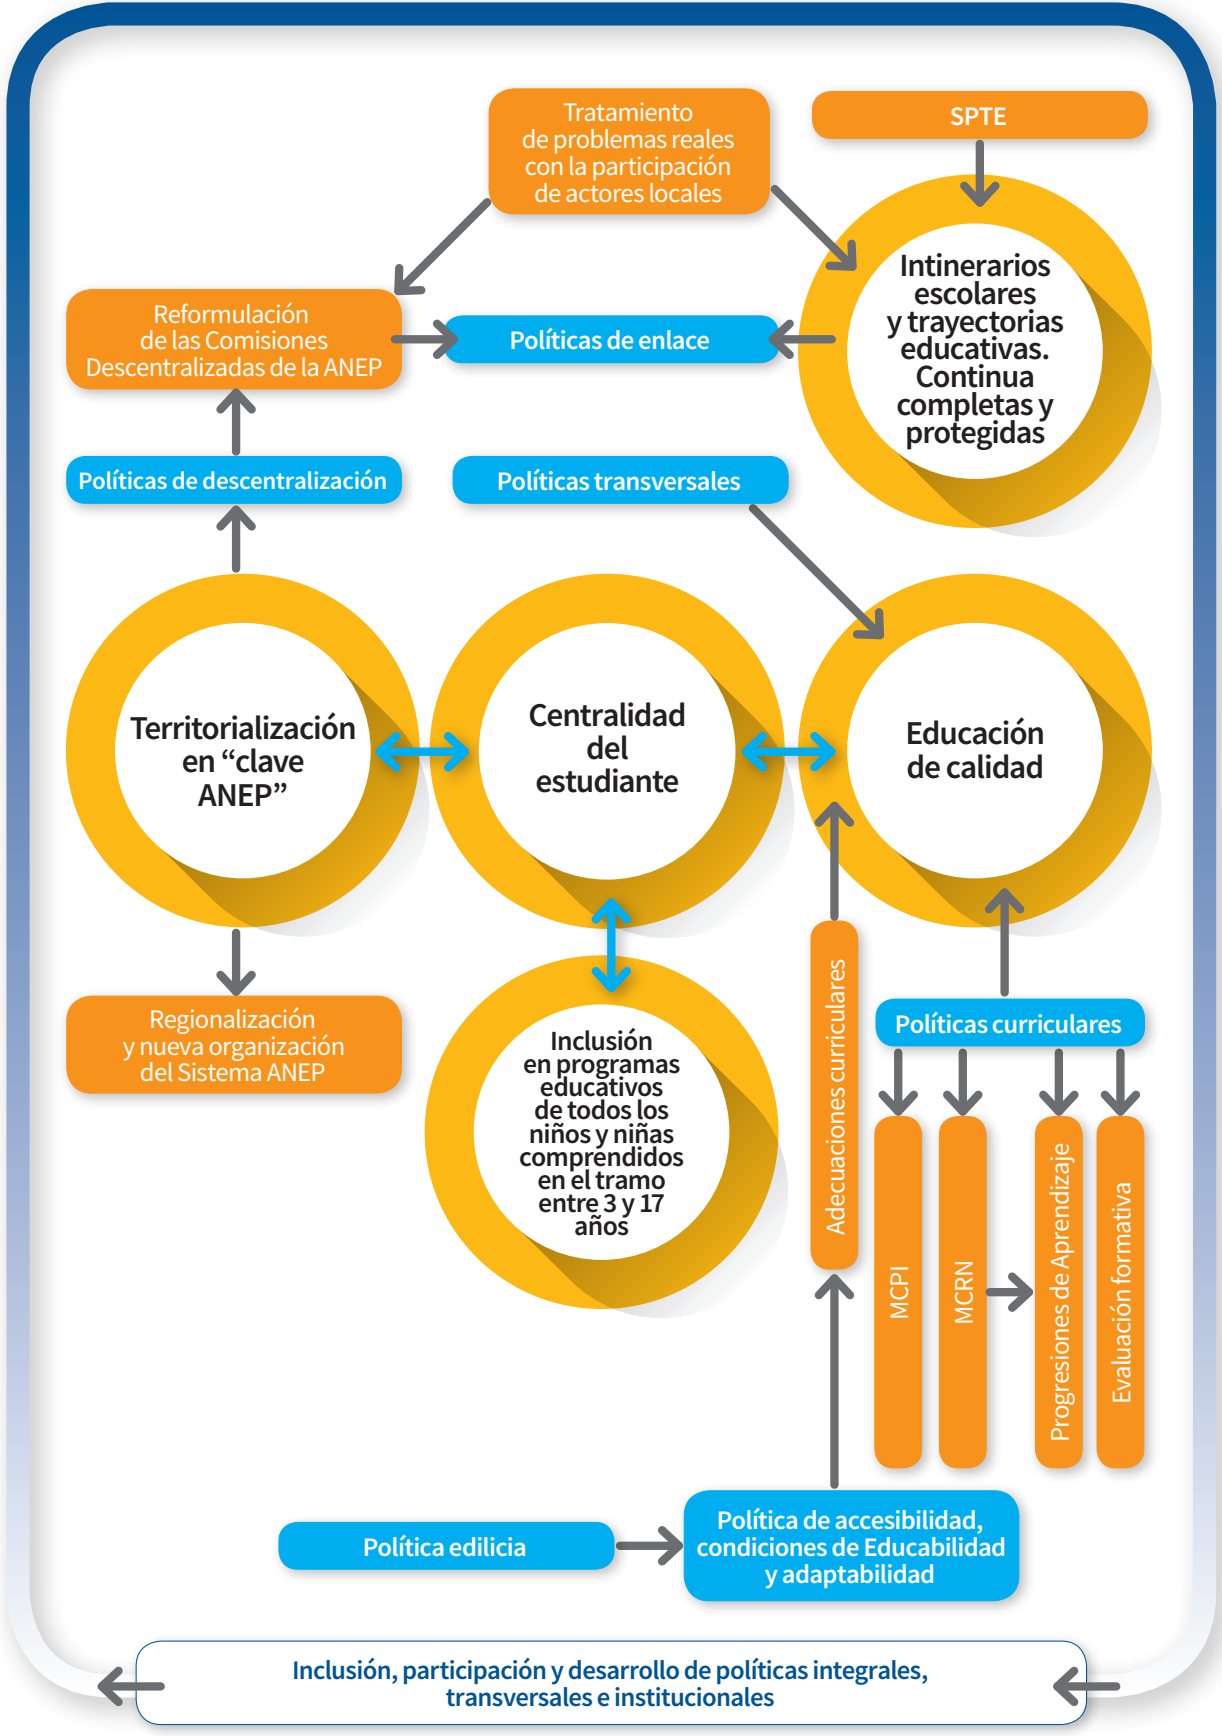 Tratamiento
de problemas reales
con la participación
de actores locales
SPTE
Intinerarios
escolares
y trayectorias
educativas.
Continua
completas y
protegidas
Reformulación
de las Comisiones
Descentralizadas de la ANEP
Políticas de enlace
Políticas de descentralización
Políticas transversales
Territorialización
en “clave
ANEP”
Centralidad
del
estudiante
Educación
de calidad
Regionalización
y nueva organización
del Sistema ANEP
Inclusión
en programas
educativos
de todos los
niños y niñas
comprendidos
en el tramo
entre 3 y 17
años
Adecuaciones curriculares
Políticas curriculares
MCPI
MCRN
Progresiones de Aprendizaje
Evaluación formativa
Política edilicia
Política de accesibilidad,
condiciones de Educabilidad
y adaptabilidad
Inclusión, participación y desarrollo de políticas integrales,
transversales e institucionales